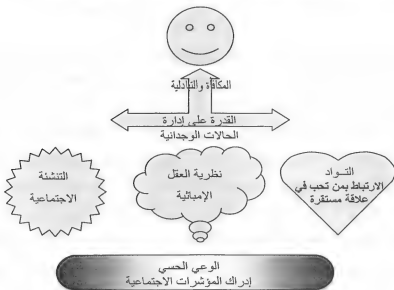 المكافأة والتبادلية
القدرة على إدارة
الحالات الوجدانية
التنشئة
الاجتماعية
نظرية العقل
الإمباثية
التـواد
الارتباط بمن تحب في
علاقة مستقرة
الوعي الحسي
إدراك المؤشرات الاجتماعية